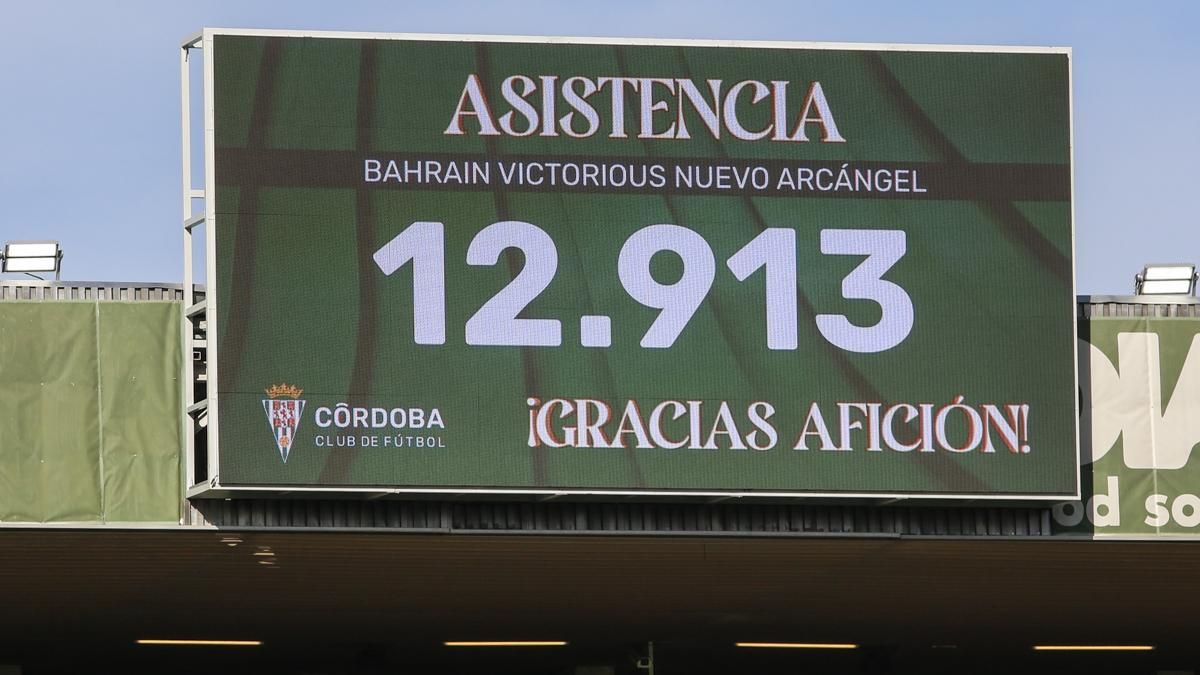 ASISTENCIA
BAHRAIN VICTORIOUS NUEVO ARCÁNGEL
12.913
CÓRDOBA
CLUB DE FÚTBOL
¡GRACIAS AFICIÓN!